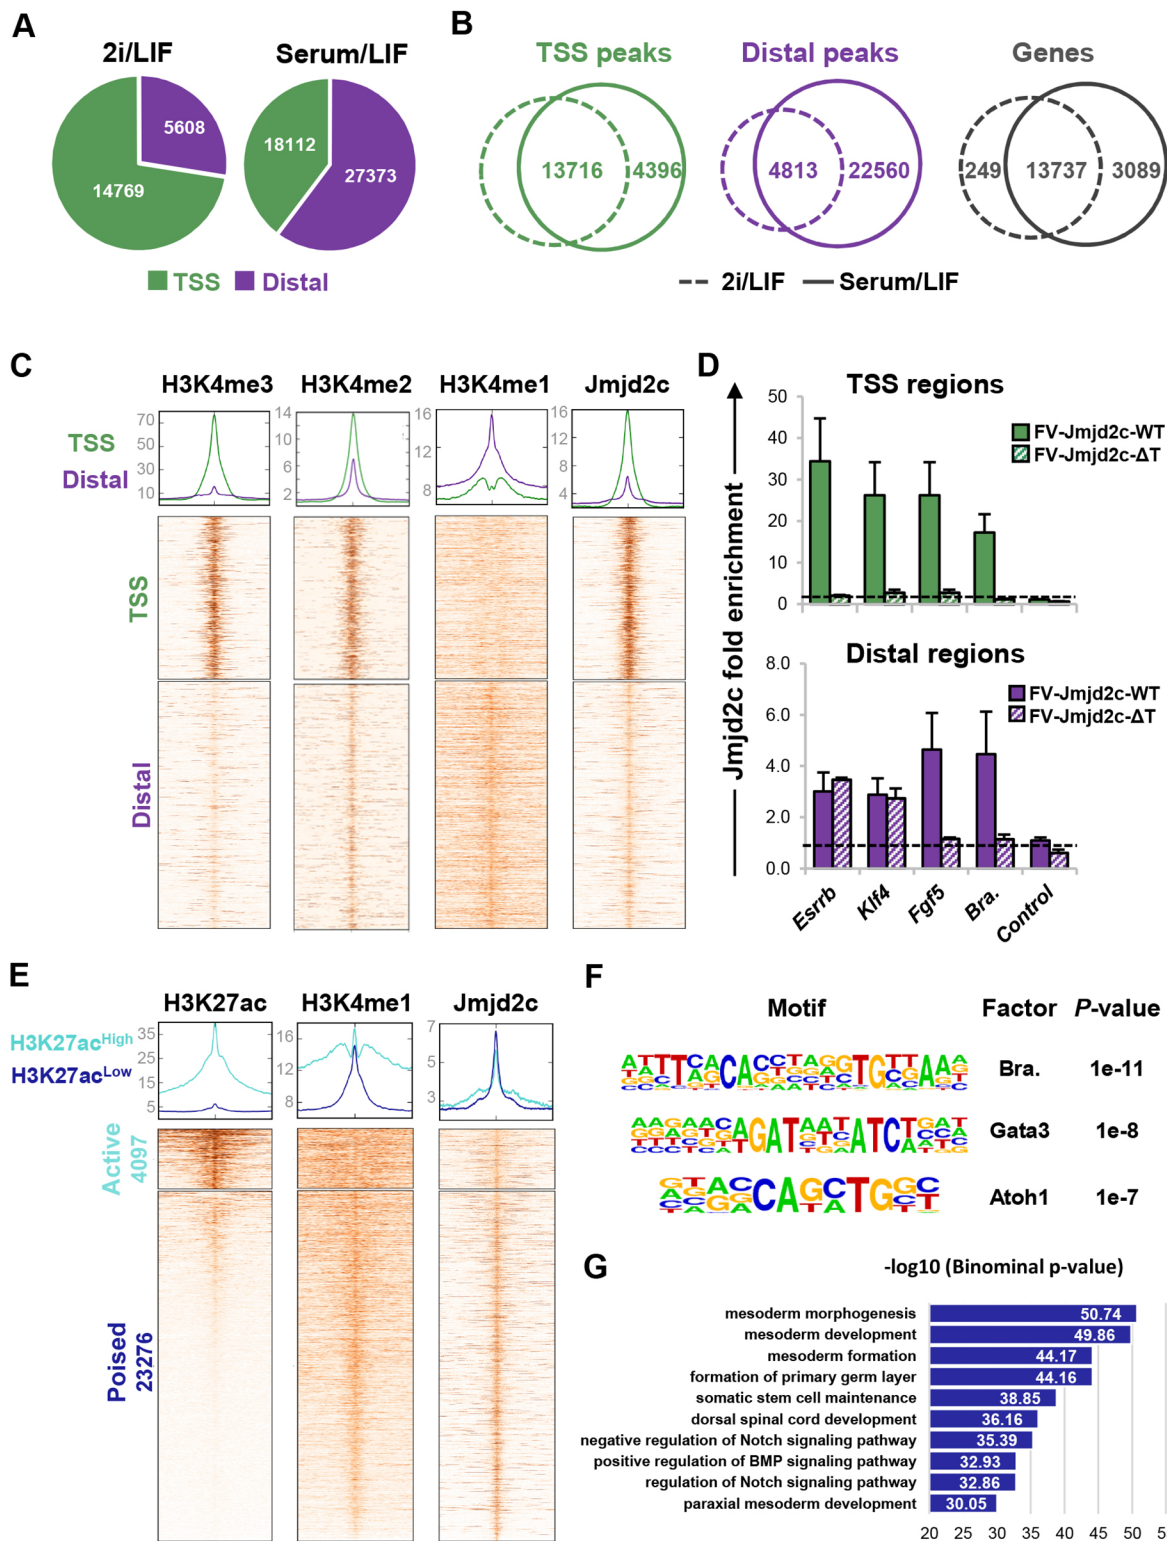 A
2i/LIF
Serum/LIF
5608
14769
18112
27373
TSS
Distal
B
TSS peaks
Distal peaks
Genes
13716
4396
4813
22560
249
13737
3089
2i/LIF
Serum/LIF
C
H3K4me3
H3K4me2
H3K4me1
Jmjd2c
TSS
Distal
70
50
30
10
14
10
6
2
16
12
8
16
12
8
4
TSS
Distal
D
Jmjd2c fold enrichment
TSS regions
50
40
30
20
10
0
FV-Jmjd2c-WT
FV-Jmjd2c-ΔT
Distal regions
8.0
6.0
4.0
2.0
0.0
FV-Jmjd2c-WT
FV-Jmjd2c-ΔT
Esrrb
Klf4
Fgf5
Bra.
Control
E
H3K27ac
H3K4me1
Jmjd2c
H3K27acHigh
H3K27acLow
35
25
15
5
16
12
8
7
5
3
Active
4097
Poised
23276
F
Motif
Factor
P-value
Bra.
1e-11
Gata3
1e-8
Atoh1
1e-7
G
-log10 (Binominal p-value)
mesoderm morphogenesis
50.74
mesoderm development
49.86
mesoderm formation
44.17
formation of primary germ layer
44.16
somatic stem cell maintenance
38.85
dorsal spinal cord development
36.16
negative regulation of Notch signaling pathway
35.39
positive regulation of BMP signaling pathway
32.93
regulation of Notch signaling pathway
32.86
paraxial mesoderm development
30.05
20 25 30 35 40 45 50